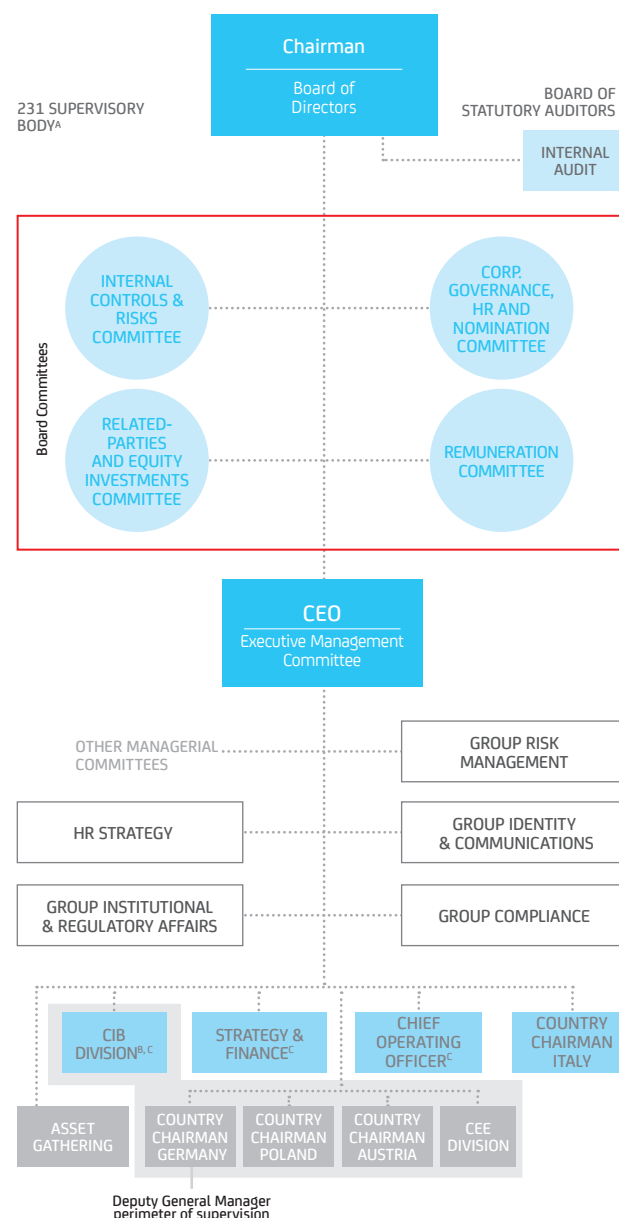 Chairman
Board of
Directors
231 SUPERVISORY
BODYᴬ
BOARD OF
STATUTORY AUDITORS
INTERNAL
AUDIT
Board Committees
INTERNAL
CONTROLS &
RISKS
COMMITTEE
CORP.
GOVERNANCE,
HR AND
NOMINATION
COMMITTEE
RELATED-
PARTIES
AND EQUITY
INVESTMENTS
COMMITTEE
REMUNERATION
COMMITTEE
CEO
Executive Management
Committee
OTHER MANAGERIAL
COMMITTEES
GROUP RISK
MANAGEMENT
HR STRATEGY
GROUP IDENTITY
& COMMUNICATIONS
GROUP INSTITUTIONAL
& REGULATORY AFFAIRS
GROUP COMPLIANCE
CIB
DIVISIONᴮ, ᶜ
STRATEGY &
FINANCEᶜ
CHIEF
OPERATING
OFFICERᶜ
COUNTRY
CHAIRMAN
ITALY
ASSET
GATHERING
COUNTRY
CHAIRMAN
GERMANY
COUNTRY
CHAIRMAN
POLAND
COUNTRY
CHAIRMAN
AUSTRIA
CEE
DIVISION
Deputy General Manager
perimeter of supervision